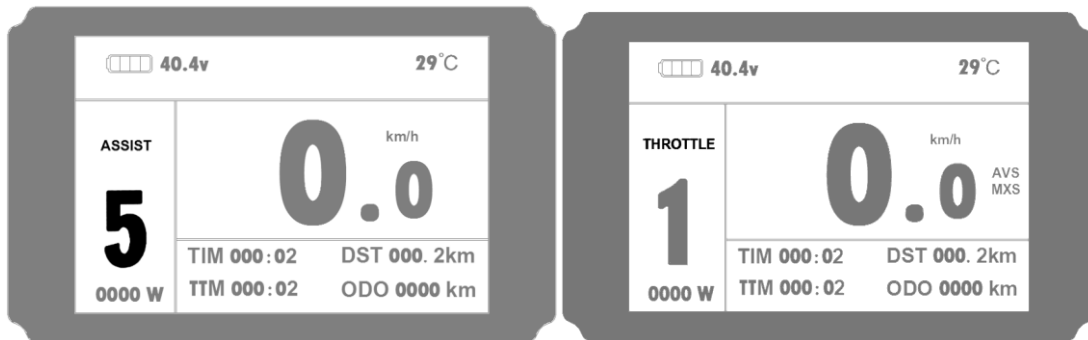 40.4v 29°C
ASSIST
km/h
5
0.0
0000 W
TIM 000:02 DST 000. 2km
TTM 000:02 ODO 0000 km
40.4v 29°C
THROTTLE
km/h
1
0.0
AVS
MXS
0000 W
TIM 000:02 DST 000. 2km
TTM 000:02 ODO 0000 km